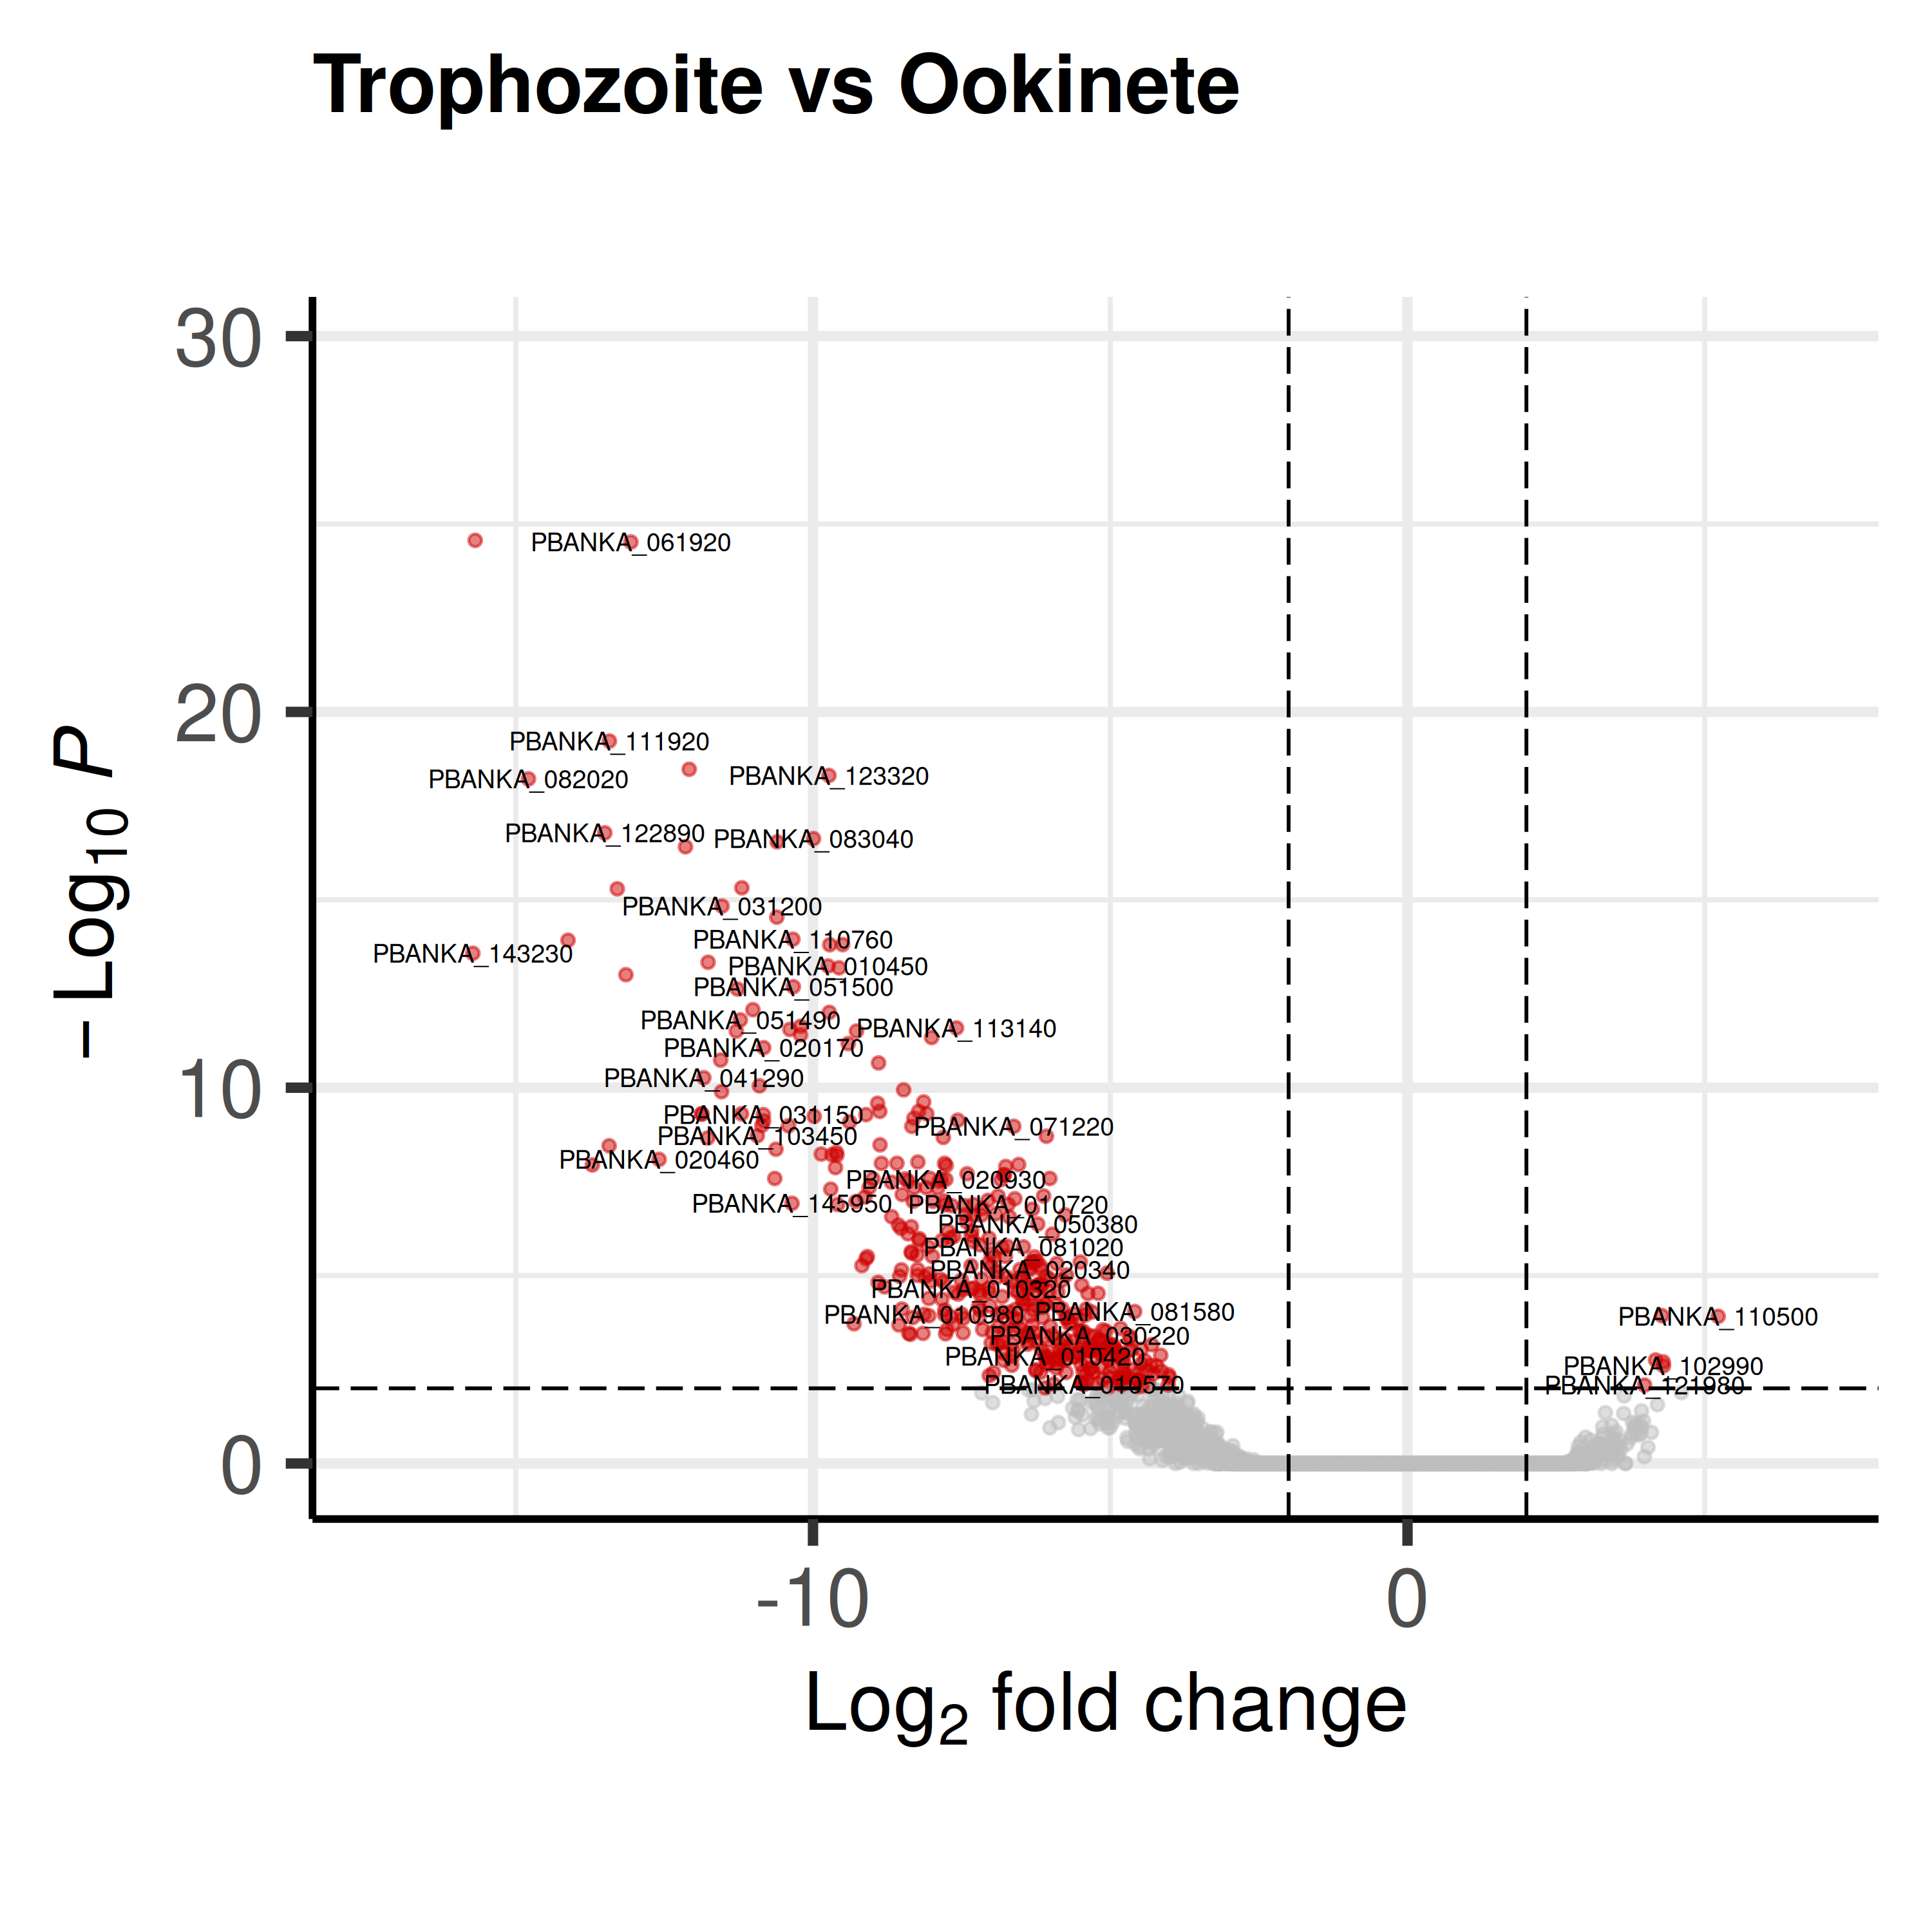 Trophozoite vs Ookinete
30
20
10
0
-10
0
− Log10 P
Log2 fold change
PBANKA_061920
PBANKA_111920
PBANKA_123320
PBANKA_082020
PBANKA_122890
PBANKA_083040
PBANKA_031200
PBANKA_110760
PBANKA_143230
PBANKA_010450
PBANKA_051500
PBANKA_051490
PBANKA_113140
PBANKA_020170
PBANKA_041290
PBANKA_031150
PBANKA_071220
PBANKA_103450
PBANKA_020460
PBANKA_020930
PBANKA_145950
PBANKA_010720
PBANKA_050380
PBANKA_081020
PBANKA_020340
PBANKA_010320
PBANKA_010980
PBANKA_081580
PBANKA_110500
PBANKA_030220
PBANKA_010420
PBANKA_102990
PBANKA_010570
PBANKA_121980